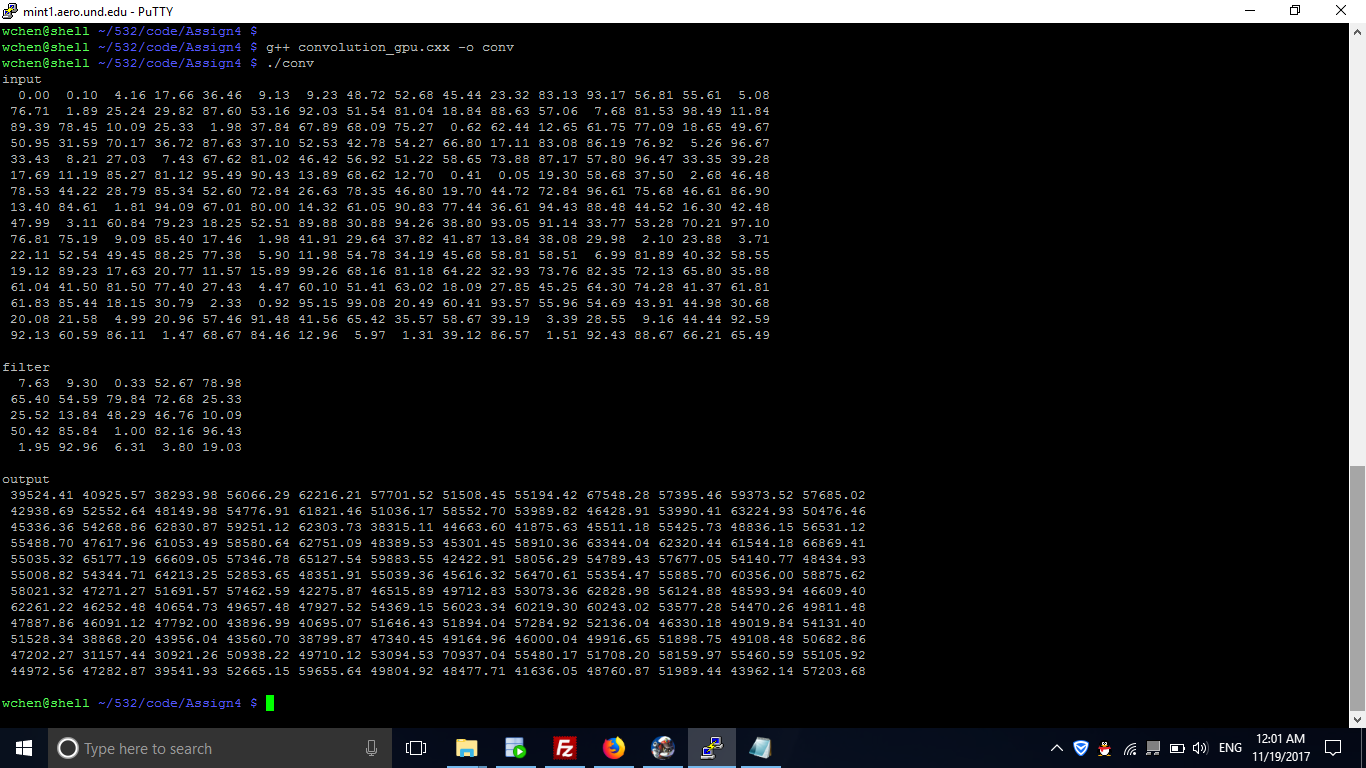 mint1.aero.und.edu - PuTTY
wchen@shell ~/532/code/Assign4 $
wchen@shell ~/532/code/Assign4 $ g++ convolution_gpu.cxx -o conv
wchen@shell ~/532/code/Assign4 $ ./conv
input
0.00 0.10 4.16 17.66 36.46 9.13 9.23 48.72 52.68 45.44 23.32 83.13 93.17 56.81 55.61 5.08
76.71 1.89 25.24 29.82 87.60 53.16 92.03 51.54 81.04 18.84 88.63 57.06 7.68 81.53 98.49 11.84
89.39 78.45 10.09 25.33 1.98 37.84 67.89 68.09 75.27 0.62 62.44 12.65 61.75 77.09 18.65 49.67
50.95 31.59 70.17 36.72 87.63 37.10 52.53 42.78 54.27 66.80 17.11 83.08 86.19 76.92 5.26 96.67
33.43 8.21 27.03 7.43 67.62 81.02 46.42 56.92 51.22 58.65 73.88 87.17 57.80 96.47 33.35 39.28
17.69 11.19 85.27 81.12 95.49 90.43 13.89 68.62 12.70 0.41 0.05 19.30 58.68 37.50 2.68 46.48
78.53 44.22 28.79 85.34 52.60 72.84 26.63 78.35 46.80 19.70 44.72 72.84 96.61 75.68 46.61 86.90
13.40 84.61 1.81 94.09 67.01 80.00 14.32 61.05 90.83 77.44 36.61 94.43 88.48 44.52 16.30 42.48
47.99 3.11 60.84 79.23 18.25 52.51 89.88 30.88 94.26 38.80 93.05 91.14 33.77 53.28 70.21 97.10
76.81 75.19 9.09 85.40 17.46 1.98 41.91 29.64 37.82 41.87 13.84 38.08 29.98 2.10 23.88 3.71
22.11 52.54 49.45 88.25 77.38 5.90 11.98 54.78 34.19 45.68 58.81 58.51 6.99 81.89 40.32 58.55
19.12 89.23 17.63 20.77 11.57 15.89 99.26 68.16 81.18 64.22 32.93 73.76 82.35 72.13 65.80 35.88
61.04 41.50 81.50 77.40 27.43 4.47 60.10 51.41 63.02 18.09 27.85 45.25 64.30 74.28 41.37 61.81
61.83 85.44 18.15 30.79 2.33 0.92 95.15 99.08 20.49 60.41 93.57 55.96 54.69 43.91 44.98 30.68
20.08 21.58 4.99 20.96 57.46 91.48 41.56 65.42 35.57 58.67 39.19 3.39 28.55 9.16 44.44 92.59
92.13 60.59 86.11 1.47 68.67 84.46 12.96 5.97 1.31 39.12 86.57 1.51 92.43 88.67 66.21 65.49
filter
7.63 9.30 0.33 52.67 78.98
65.40 54.59 79.84 72.68 25.33
25.52 13.84 48.29 46.76 10.09
50.42 85.84 1.00 82.16 96.43
1.95 92.96 6.31 3.80 19.03
output
39524.41 40925.57 38293.98 56066.29 62216.21 57701.52 51508.45 55194.42 67548.28 57395.46 59373.52 57685.02
42938.69 52552.64 48149.98 54776.91 61821.46 51036.17 58552.70 53989.82 46428.91 53990.41 63224.93 50476.46
45336.36 54268.86 62830.87 59251.12 62303.73 38315.11 44663.60 41875.63 45511.18 55425.73 48836.15 56531.12
55488.70 47617.96 61053.49 58580.64 62751.09 48389.53 45301.45 58910.36 63344.04 62320.44 61544.18 66869.41
55035.32 65177.19 66609.05 57346.78 65127.54 59883.55 42422.91 58056.29 54789.43 57677.05 54140.77 48434.93
55008.82 54344.71 64213.25 52853.65 48351.91 55039.36 45616.32 56470.61 55354.47 55885.70 60356.00 58875.62
58021.32 47271.27 51691.57 57462.59 42275.87 46515.89 49712.83 53073.36 62828.98 56124.88 48593.94 46609.40
62261.22 46252.48 40654.73 49657.48 47927.52 54369.15 56023.34 60219.30 60243.02 53577.28 54470.26 49811.48
47887.86 46091.12 47792.00 43896.99 40695.07 51646.43 51894.04 57284.92 52136.04 46330.18 49019.84 54131.40
51528.34 38868.20 43956.04 43560.70 38799.87 47340.45 49164.96 46000.04 49916.65 51898.75 49108.48 50682.86
47202.27 31157.44 30921.26 50938.22 49710.12 53094.53 70937.04 55480.17 51708.20 58159.97 55460.59 55105.92
44972.56 47282.87 39541.93 52665.15 59655.64 49804.92 48477.71 41636.05 48760.87 51989.44 43962.14 57203.68
wchen@shell ~/532/code/Assign4 $
Type here to search
ENG
12:01 AM
11/19/2017